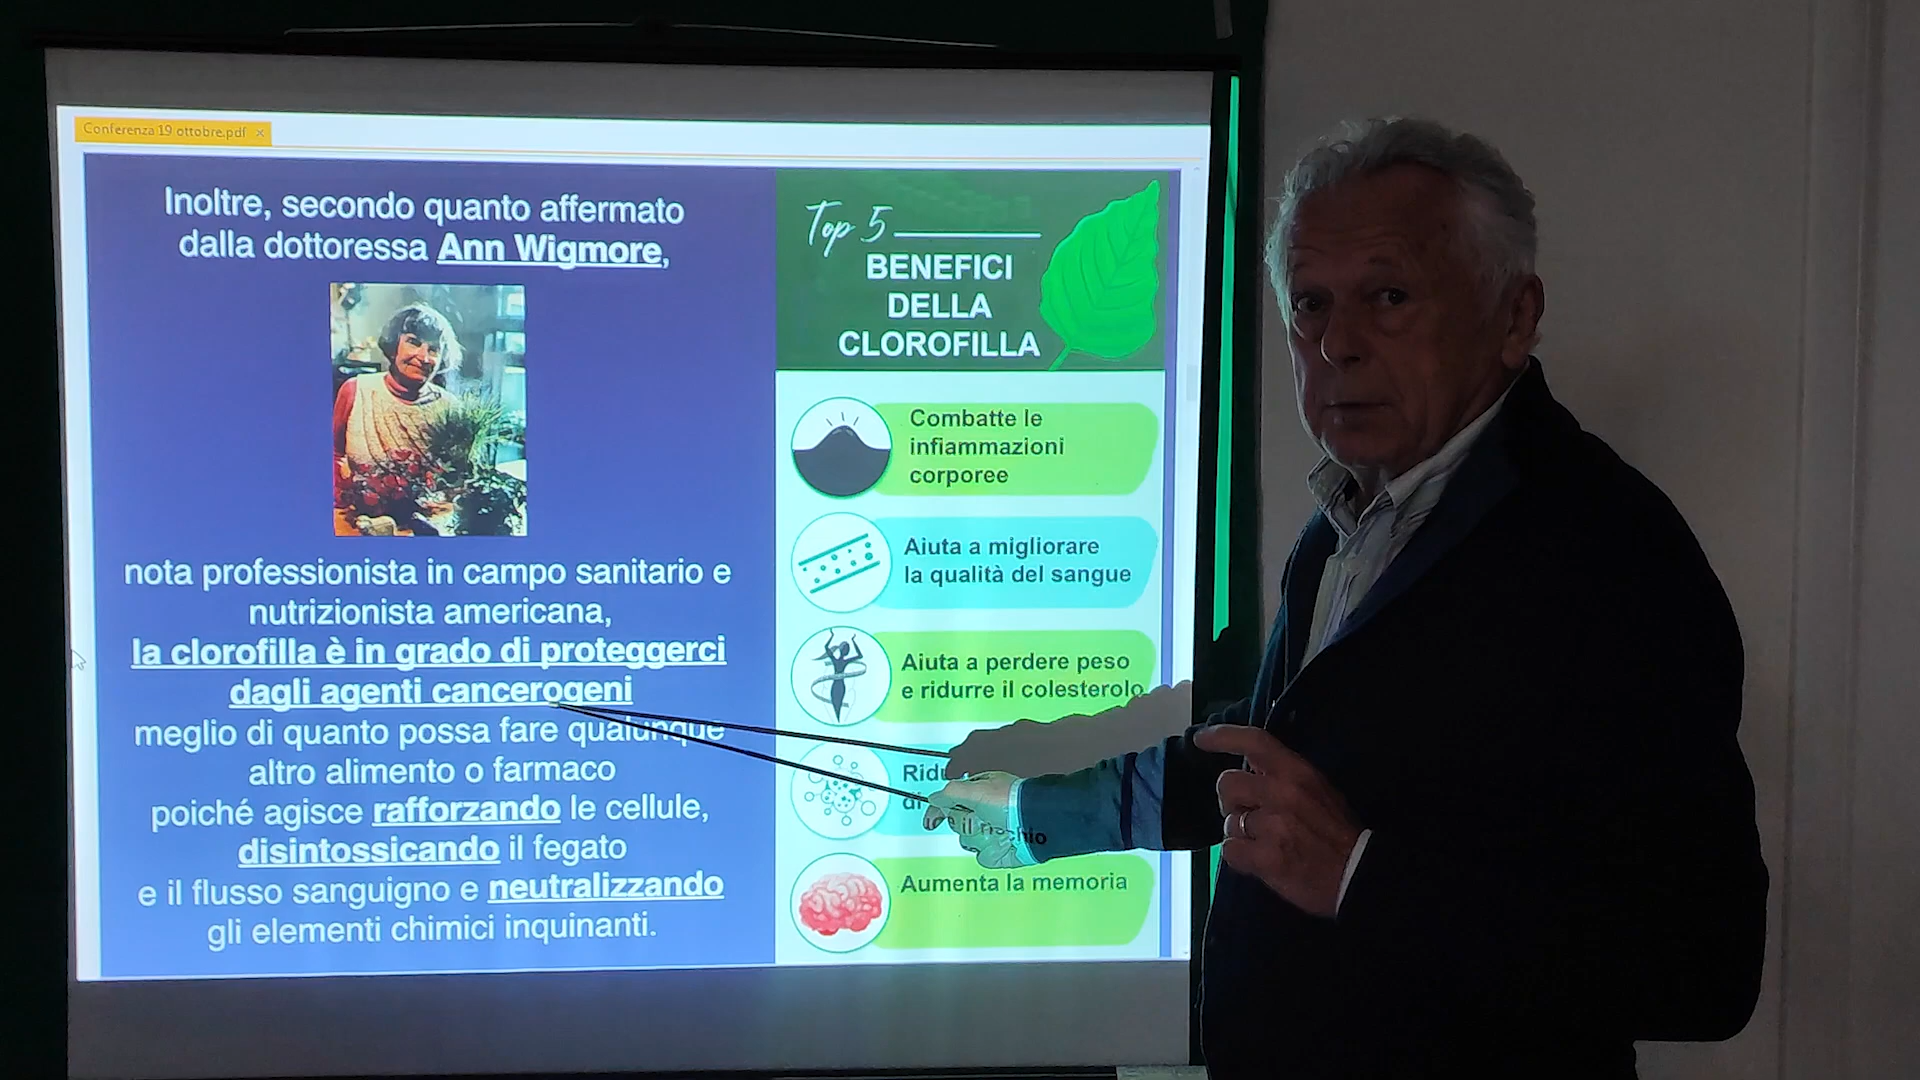 Conferenza 19 ottobre.pdf ×
Inoltre, secondo quanto affermato
dalla dottoressa Ann Wigmore,
nota professionista in campo sanitario e
nutrizionista americana,
la clorofilla è in grado di proteggerci
dagli agenti cancerogeni
meglio di quanto possa fare qualunque
altro alimento o farmaco
poiché agisce rafforzando le cellule,
disintossicando il fegato
e il flusso sanguigno e neutralizzando
gli elementi chimici inquinanti.
Top 5
BENEFICI
DELLA
CLOROFILLA
Combatte le
infiammazioni
corporee
Aiuta a migliorare
la qualità del sangue
Aiuta a perdere peso
e ridurre il colesterolo
il
Aumenta la memoria